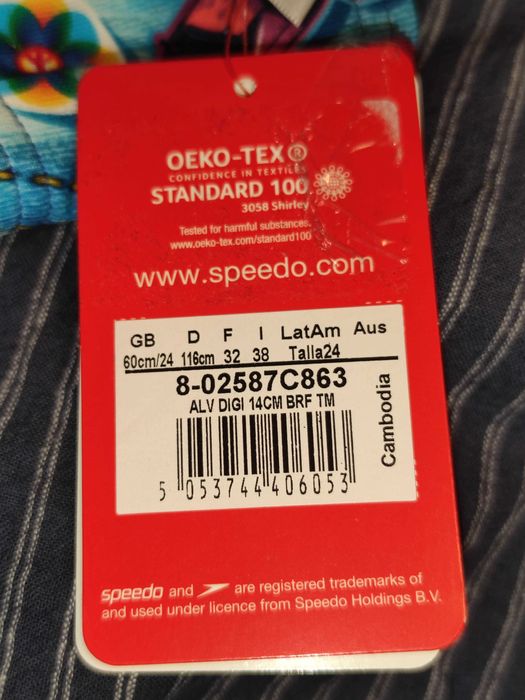 OEKO-TEX®
CONFIDENCE IN TEXTILES
STANDARD 100
3058 Shirley
Tested for harmful substances.
www.oeko-tex.com/standard100
www.speedo.com
GB D F I LatAm Aus
60cm/24 116cm 32 38 Talla24
8-02587C863
ALV DIGI 14CM BRF TM
Cambodia
5 053744 406053
speedo and are registered trademarks of
and used under licence from Speedo Holdings B.V.